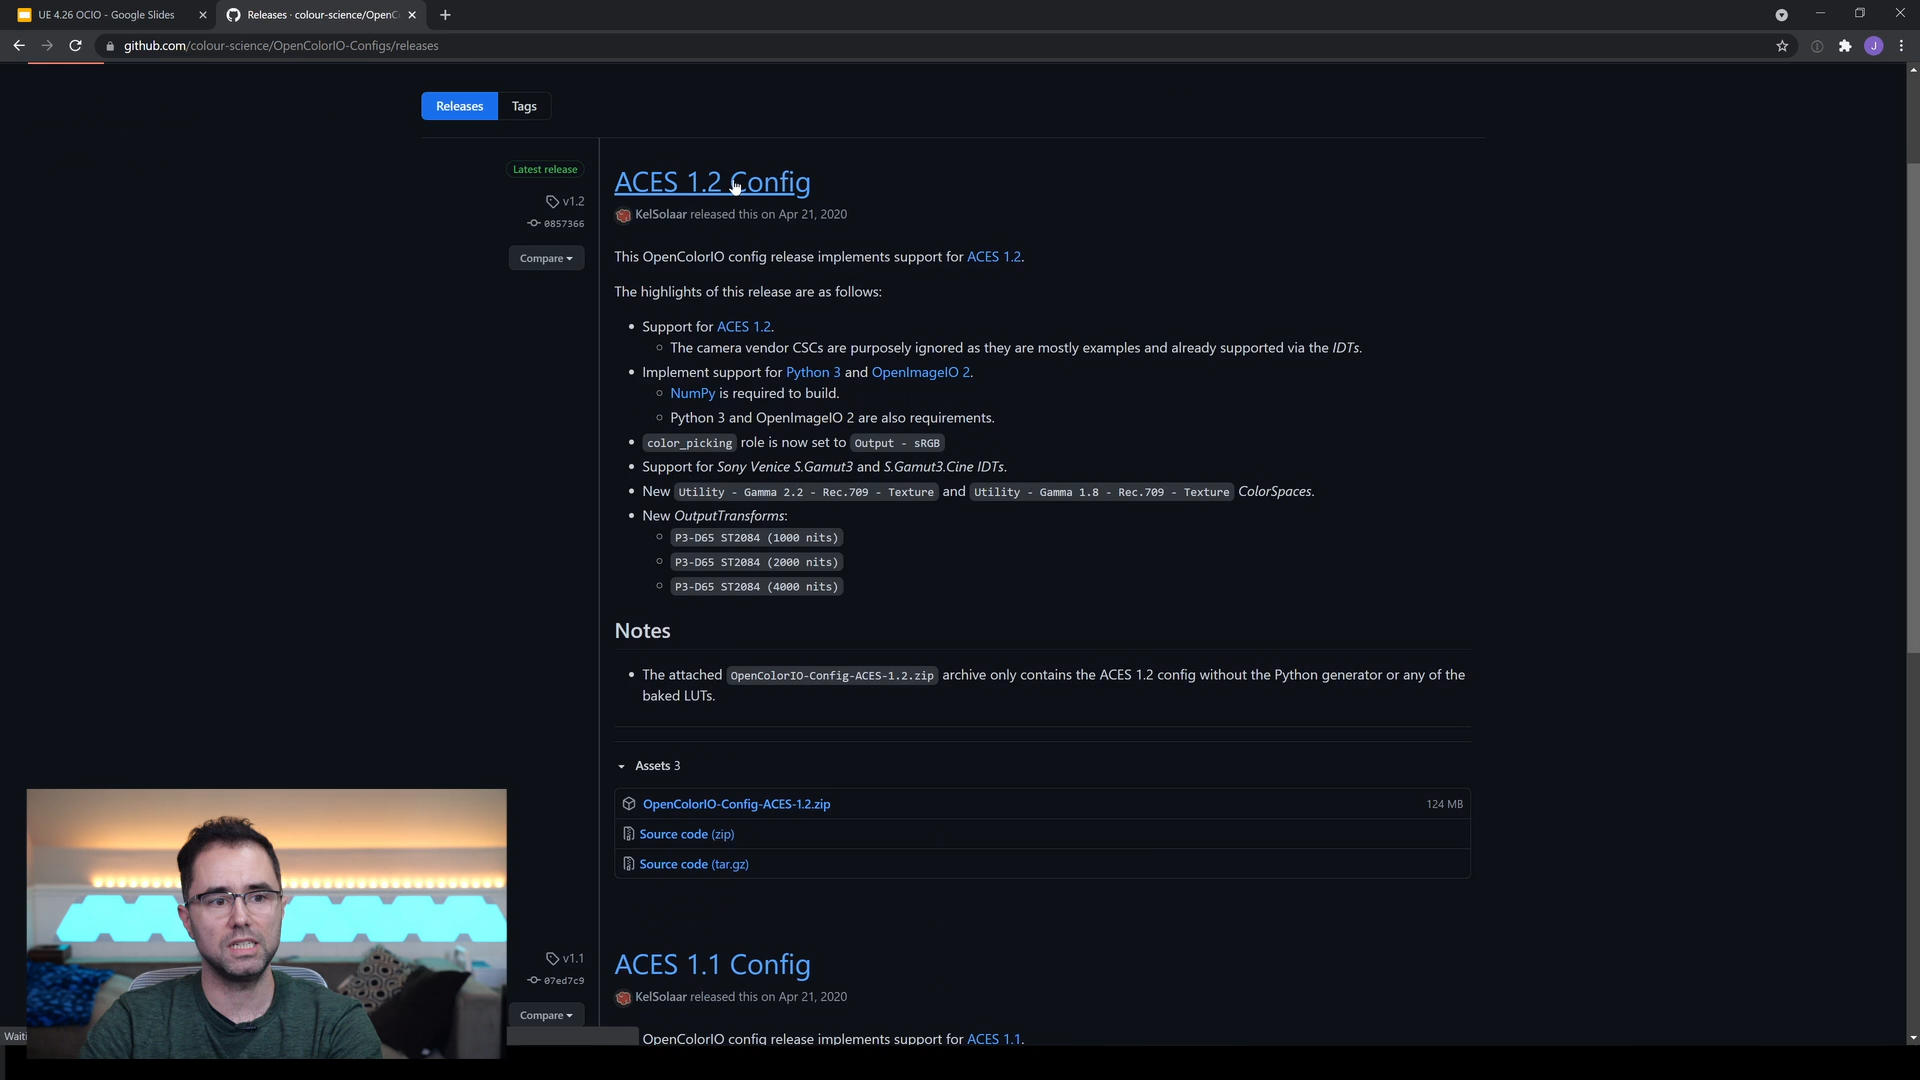 UE 4.26 OCIO - Google Slides
Releases · colour-science/OpenC
github.com/colour-science/OpenColorIO-Configs/releases
J
Releases
Tags
Latest release
v1.2
0857366
Compare
ACES 1.2 Config
KelSolaar released this on Apr 21, 2020
This OpenColorIO config release implements support for ACES 1.2.
The highlights of this release are as follows:
Support for ACES 1.2.
The camera vendor CSCs are purposely ignored as they are mostly examples and already supported via the IDTs.
Implement support for Python 3 and OpenImageIO 2.
NumPy is required to build.
Python 3 and OpenImageIO 2 are also requirements.
color_picking role is now set to Output - sRGB
Support for Sony Venice S.Gamut3 and S.Gamut3.Cine IDTs.
New Utility - Gamma 2.2 - Rec.709 - Texture and Utility - Gamma 1.8 - Rec.709 - Texture ColorSpaces.
New OutputTransforms:
P3-D65 ST2084 (1000 nits)
P3-D65 ST2084 (2000 nits)
P3-D65 ST2084 (4000 nits)
Notes
The attached OpenColorIO-Config-ACES-1.2.zip archive only contains the ACES 1.2 config without the Python generator or any of the
baked LUTs.
Assets 3
OpenColorIO-Config-ACES-1.2.zip 124 MB
Source code (zip)
Source code (tar.gz)
v1.1
07ed7c9
Compare
ACES 1.1 Config
KelSolaar released this on Apr 21, 2020
OpenColorIO config release implements support for ACES 1.1.
Waiti